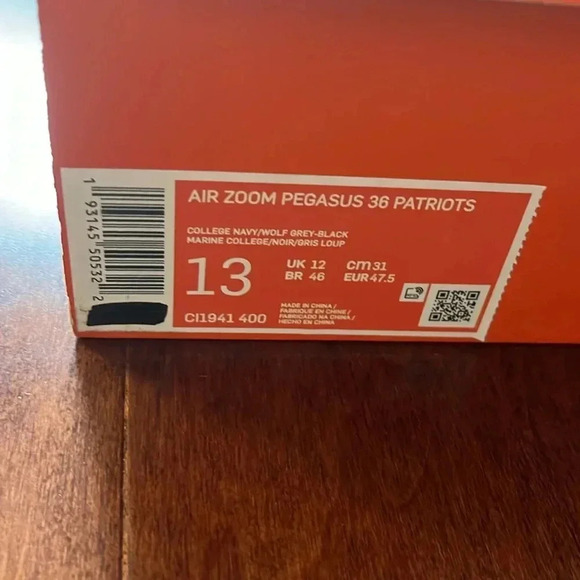 AIR ZOOM PEGASUS 36 PATRIOTS
COLLEGE NAVY/WOLF GREY-BLACK
MARINE COLLEGE/NOIR/GRIS LOUP
13
UK 12 cm 31
BR 46 EUR 47.5
MADE IN CHINA /
FABRIQUE EN CHINE /
FABRICADO NA CHINA /
HECHO EN CHINA
CI1941 400
1 93145 50532 2